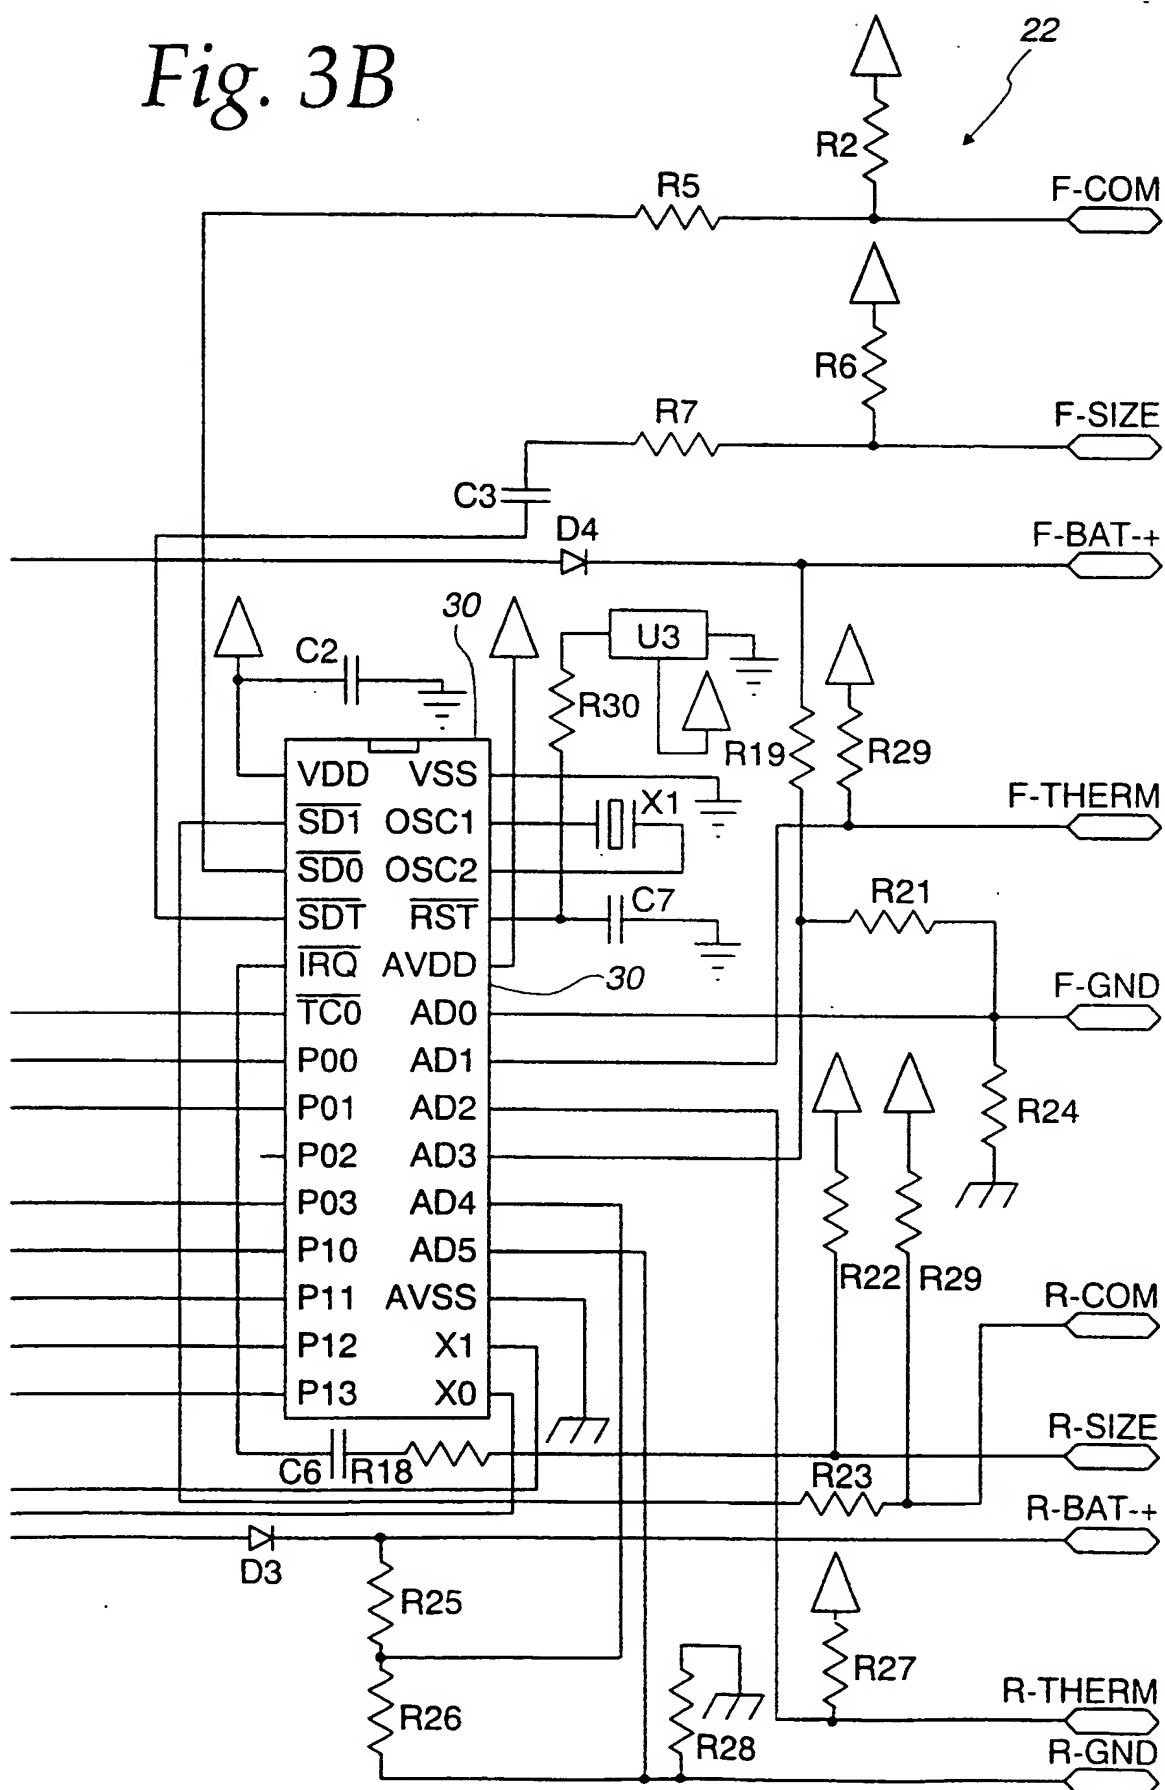 Fig. 3B
22
R2
F-COM
R5
R6
F-SIZE
R7
C3
D4
F-BAT-+
30
U3
C2
R30
R19
R29
VDD VSS
X1
F-THERM
SD1 OSC1
SD0 OSC2
R21
C7
SDT RST
IRQ AVDD
30
F-GND
TC0 AD0
P00 AD1
P01 AD2
R24
P02 AD3
P03 AD4
P10 AD5
R22 R29
P11 AVSS
R-COM
P12 X1
P13 X0
R-SIZE
C6 R18
R23
R-BAT-+
D3
R25
R27
R-THERM
R26
R28
R-GND